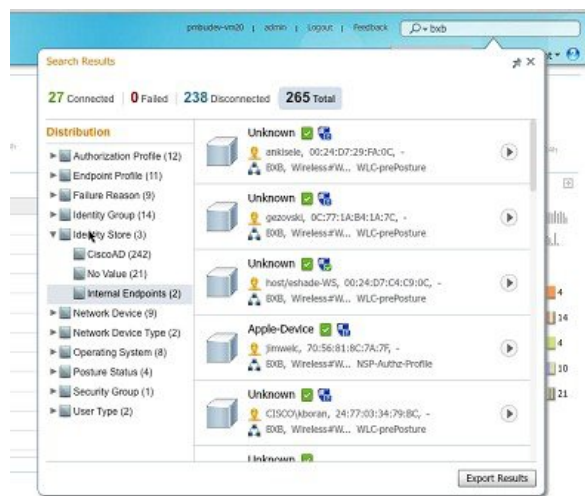 pmbudev-vm20 | admin | Logout | Feedback
bxb
Search Results
27 Connected | 0 Failed | 238 Disconnected 265 Total
Distribution
Authorization Profile (12)
Endpoint Profile (11)
Failure Reason (9)
Identity Group (14)
Identity Store (3)
CiscoAD (242)
No Value (21)
Internal Endpoints (2)
Network Device (9)
Network Device Type (2)
Operating System (8)
Posture Status (4)
Security Group (1)
User Type (2)
Unknown
ankisele, 00:24:D7:29:FA:0C, -
BXB, Wireless#W... WLC-prePosture
Unknown
gezovski, 0C:77:1A:B4:1A:7C, -
BXB, Wireless#W... WLC-prePosture
Unknown
host/eshade-WS, 00:24:D7:C4:C9:0C, -
BXB, Wireless#W... WLC-prePosture
Apple-Device
jimwelc, 70:56:81:8C:7A:7F, -
BXB, Wireless#W... NSP-Authz-Profile
Unknown
CISCO\kboran, 24:77:03:34:79:8C, -
BXB, Wireless#W... WLC-prePosture
Unknown
Export Results
4
14
4
10
21